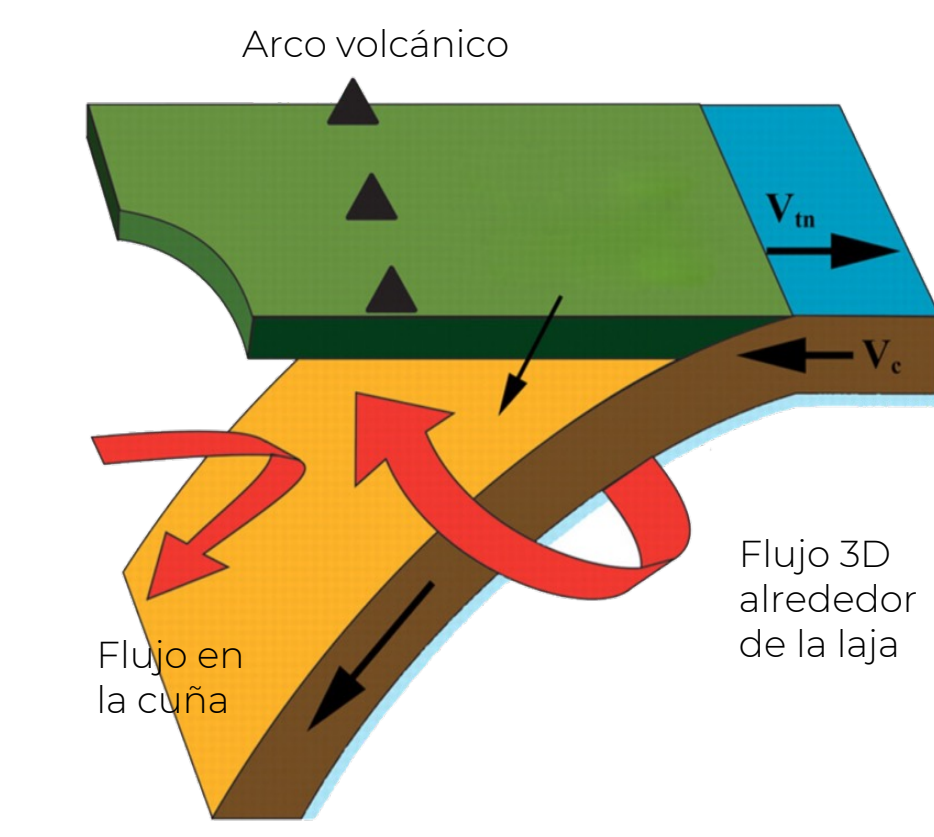 Arco volcánico
Vtn
Vc
Flujo 3D
alrededor
de la laja
Flujo en
la cuña